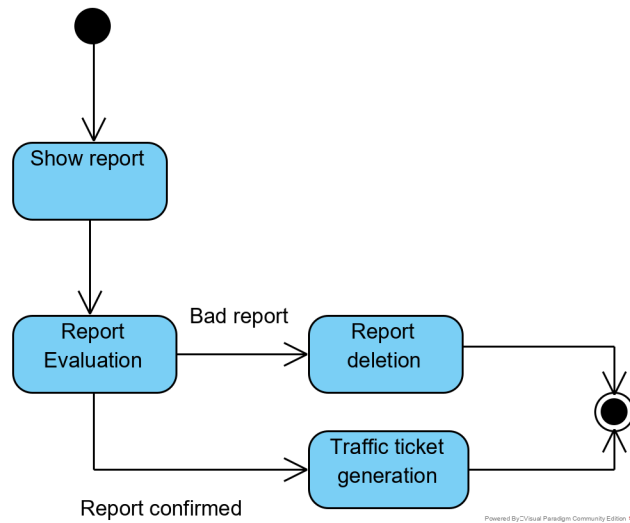 Show report
Report
Evaluation
Bad report
Report
deletion
Traffic ticket
generation
Report confirmed
Powered By Visual Paradigm Community Edition